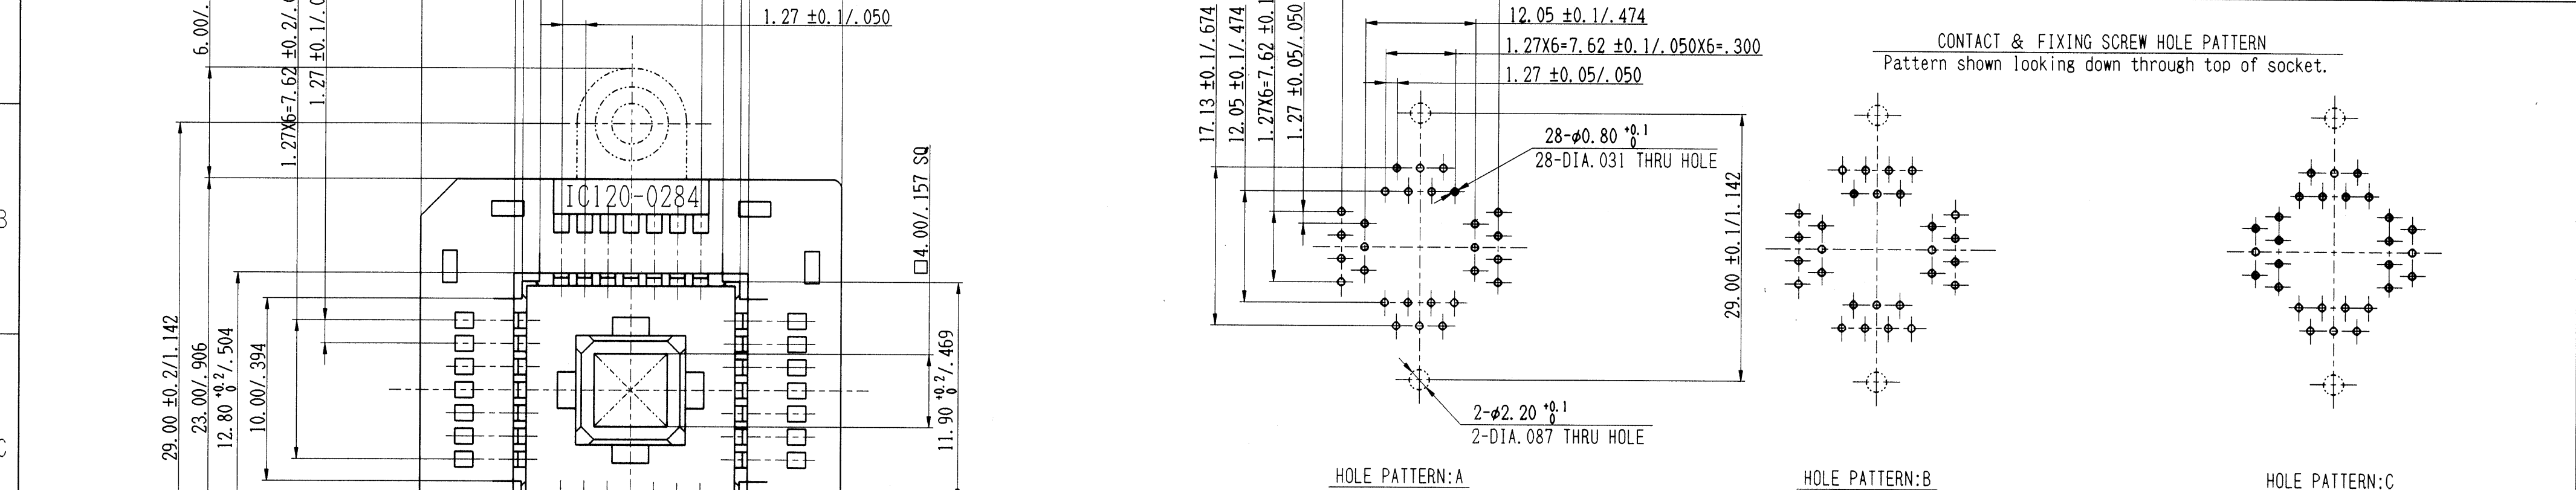 1.27 ±0.1/.050
6.00/.
1.27X6=7.62 ±0.2/.
1.27 ±0.1/.0
IC120-0284
□4.00/.157 SQ
29.00 ±0.2/1.142
23.00/.906
12.80 +0.2 0/.504
10.00/.394
11.90 +0.2 0/.469
B
17.13 ±0.1/.674
12.05 ±0.1/.474
1.27X6=7.62 ±0.1
1.27 ±0.05/.050
12.05 ±0.1/.474
1.27X6=7.62 ±0.1/.050X6=.300
1.27 ±0.05/.050
28-φ0.80 +0.1 0
28-DIA.031 THRU HOLE
29.00 ±0.1/1.142
2-φ2.20 +0.1 0
2-DIA.087 THRU HOLE
HOLE PATTERN:A
CONTACT & FIXING SCREW HOLE PATTERN
Pattern shown looking down through top of socket.
HOLE PATTERN:B
HOLE PATTERN:C